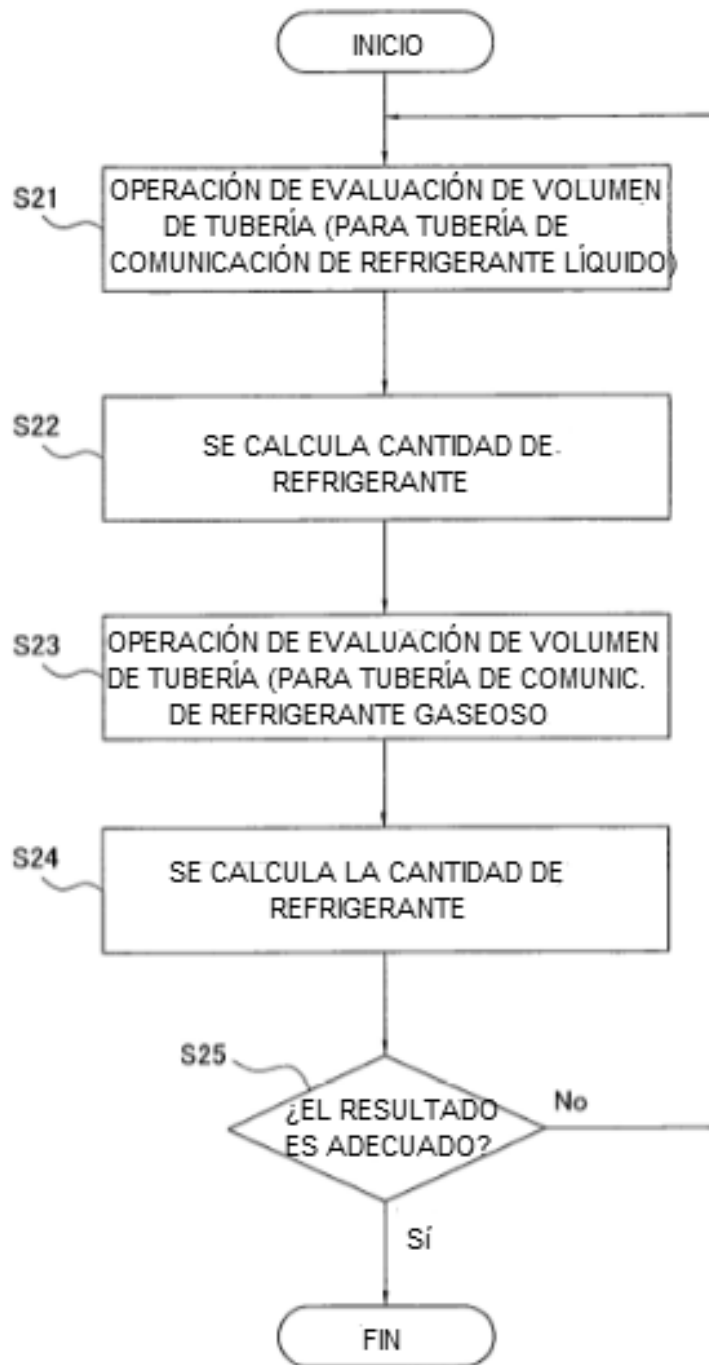 INICIO
S21
OPERACIÓN DE EVALUACIÓN DE VOLUMEN
DE TUBERÍA (PARA TUBERÍA DE
COMUNICACIÓN DE REFRIGERANTE LÍQUIDO)
S22
SE CALCULA CANTIDAD DE
REFRIGERANTE
S23
OPERACIÓN DE EVALUACIÓN DE VOLUMEN
DE TUBERÍA (PARA TUBERÍA DE COMUNIC.
DE REFRIGERANTE GASEOSO
S24
SE CALCULA LA CANTIDAD DE
REFRIGERANTE
S25
¿EL RESULTADO
ES ADECUADO?
No
Sí
FIN